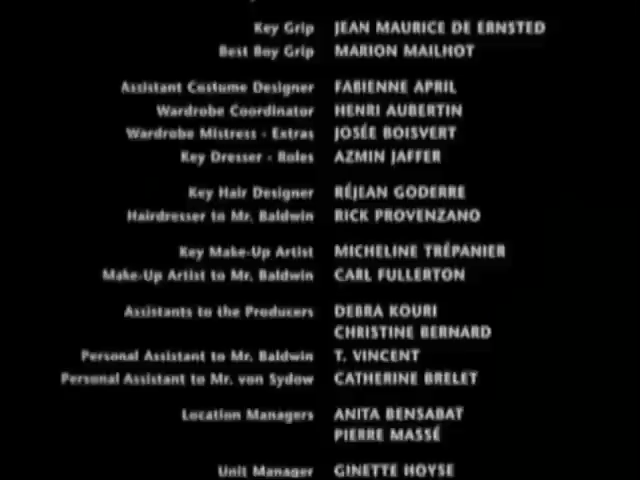 Key Grip JEAN MAURICE DE ERNSTED
Best Boy Grip MARION MAILHOT
Assistant Costume Designer FABIENNE APRIL
Wardrobe Coordinator HENRI AUBERTIN
Wardrobe Mistress - Extras JOSÉE BOISVERT
Key Dresser - Roles AZMIN JAFFER
Key Hair Designer RÉJEAN GODERRE
Hairdresser to Mr. Baldwin RICK PROVENZANO
Key Make-Up Artist MICHELINE TRÉPANIER
Make-Up Artist to Mr. Baldwin CARL FULLERTON
Assistants to the Producers DEBRA KOURI
CHRISTINE BERNARD
Personal Assistant to Mr. Baldwin T. VINCENT
Personal Assistant to Mr. von Sydow CATHERINE BRELET
Location Managers ANITA BENSABAT
PIERRE MASSÉ
Unit Manager GINETTE HOYSE